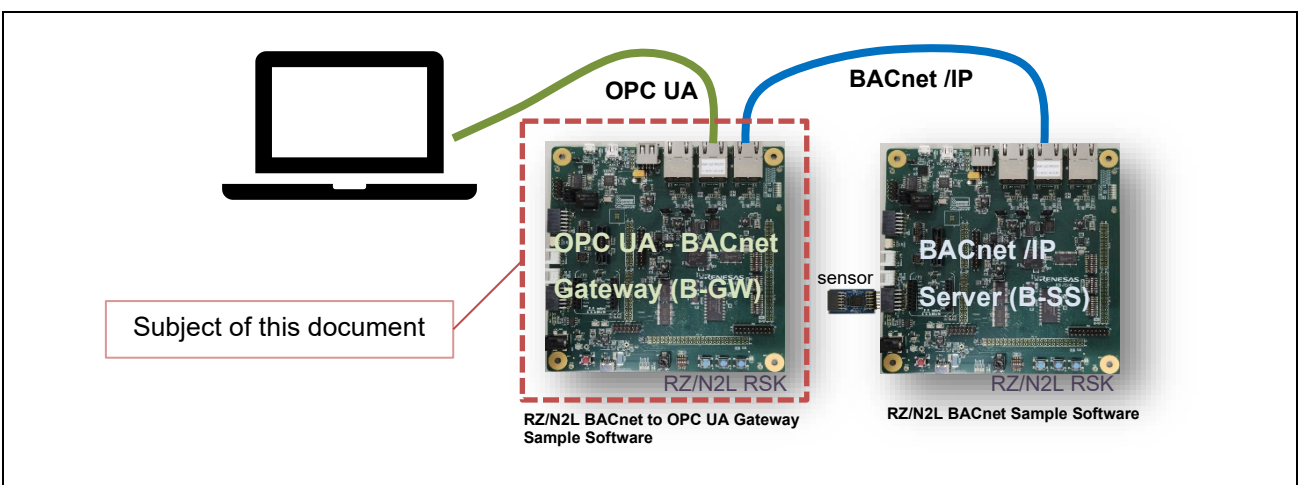 OPC UA
BACnet /IP
OPC UA - BACnet
Gateway (B-GW)
RENESAS
RZ/N2L RSK
Subject of this document
sensor
BACnet /IP
Server (B-SS)
RENESAS
RZ/N2L RSK
RZ/N2L BACnet to OPC UA Gateway
Sample Software
RZ/N2L BACnet Sample Software